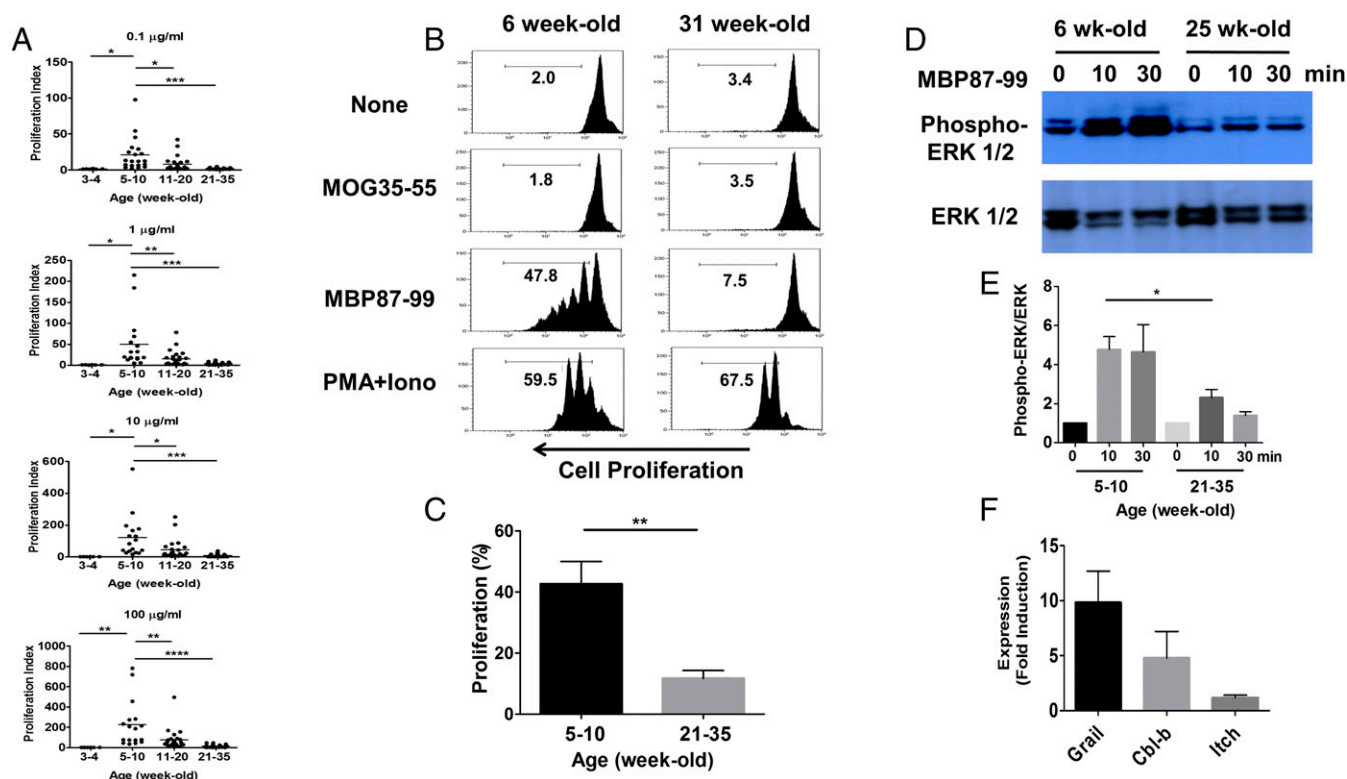 A
0.1 µg/ml
* * ***
Proliferation Index
150
100
50
0
3-4 5-10 11-20 21-35
Age (week-old)
1 µg/ml
* ** ***
Proliferation Index
250
200
150
100
50
0
3-4 5-10 11-20 21-35
Age (week-old)
10 µg/ml
* * ***
Proliferation Index
600
400
200
0
3-4 5-10 11-20 21-35
Age (week-old)
100 µg/ml
** ** ****
Proliferation Index
1000
800
600
400
200
0
3-4 5-10 11-20 21-35
Age (week-old)
B
6 week-old 31 week-old
None 2.0 3.4
MOG35-55 1.8 3.5
MBP87-99 47.8 7.5
PMA+Iono 59.5 67.5
Cell Proliferation
C
**
Proliferation (%)
60
40
20
0
5-10 21-35
Age (week-old)
D
6 wk-old 25 wk-old
0 10 30 0 10 30 min
MBP87-99
Phospho-
ERK 1/2
ERK 1/2
E
*
Phospho-ERK/ERK
8
6
4
2
0
0 10 30 0 10 30 min
5-10 21-35
Age (week-old)
F
Expression
(Fold Induction)
15
10
5
0
Grail Cbl-b Itch